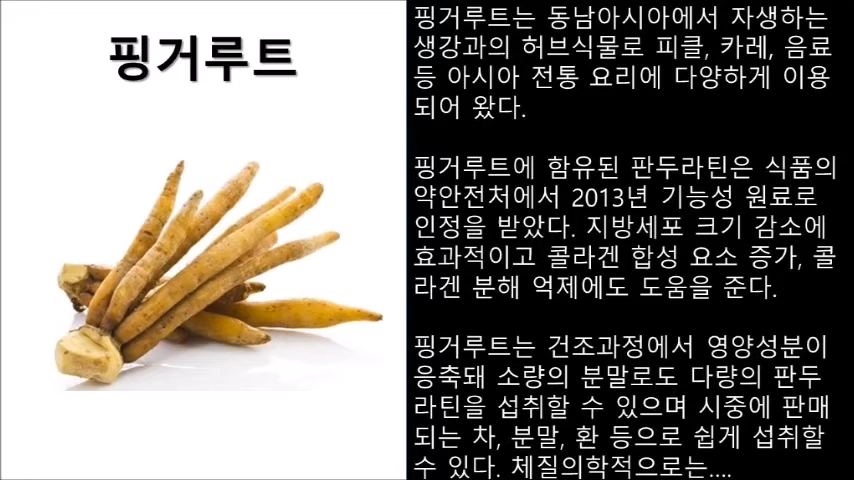 핑거루트
핑거루트는 동남아시아에서 자생하는
생강과의 허브식물로 피클, 카레, 음료
등 아시아 전통 요리에 다양하게 이용
되어 왔다.
핑거루트에 함유된 판두라틴은 식품의
약안전처에서 2013년 기능성 원료로
인정을 받았다. 지방세포 크기 감소에
효과적이고 콜라겐 합성 요소 증가, 콜
라겐 분해 억제에도 도움을 준다.
핑거루트는 건조과정에서 영양성분이
응축돼 소량의 분말로도 다량의 판두
라틴을 섭취할 수 있으며 시중에 판매
되는 차, 분말, 환 등으로 쉽게 섭취할
수 있다. 체질의학적으로는....